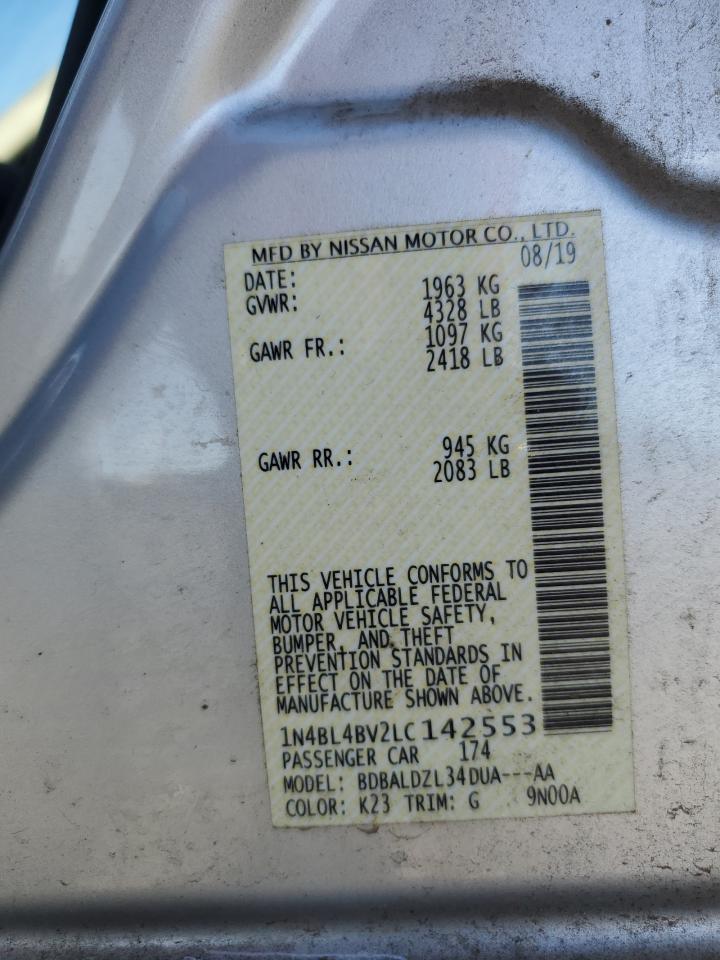 MFD BY NISSAN MOTOR CO., LTD.
DATE: 08/19
GVWR: 1963 KG
4328 LB
GAWR FR.: 1097 KG
2418 LB
GAWR RR.: 945 KG
2083 LB
THIS VEHICLE CONFORMS TO
ALL APPLICABLE FEDERAL
MOTOR VEHICLE SAFETY,
BUMPER, AND THEFT
PREVENTION STANDARDS IN
EFFECT ON THE DATE OF
MANUFACTURE SHOWN ABOVE.
1N4BL4BV2LC142553
PASSENGER CAR 174
MODEL: BDBALDZL34DUA---AA
COLOR: K23 TRIM: G 9N00A